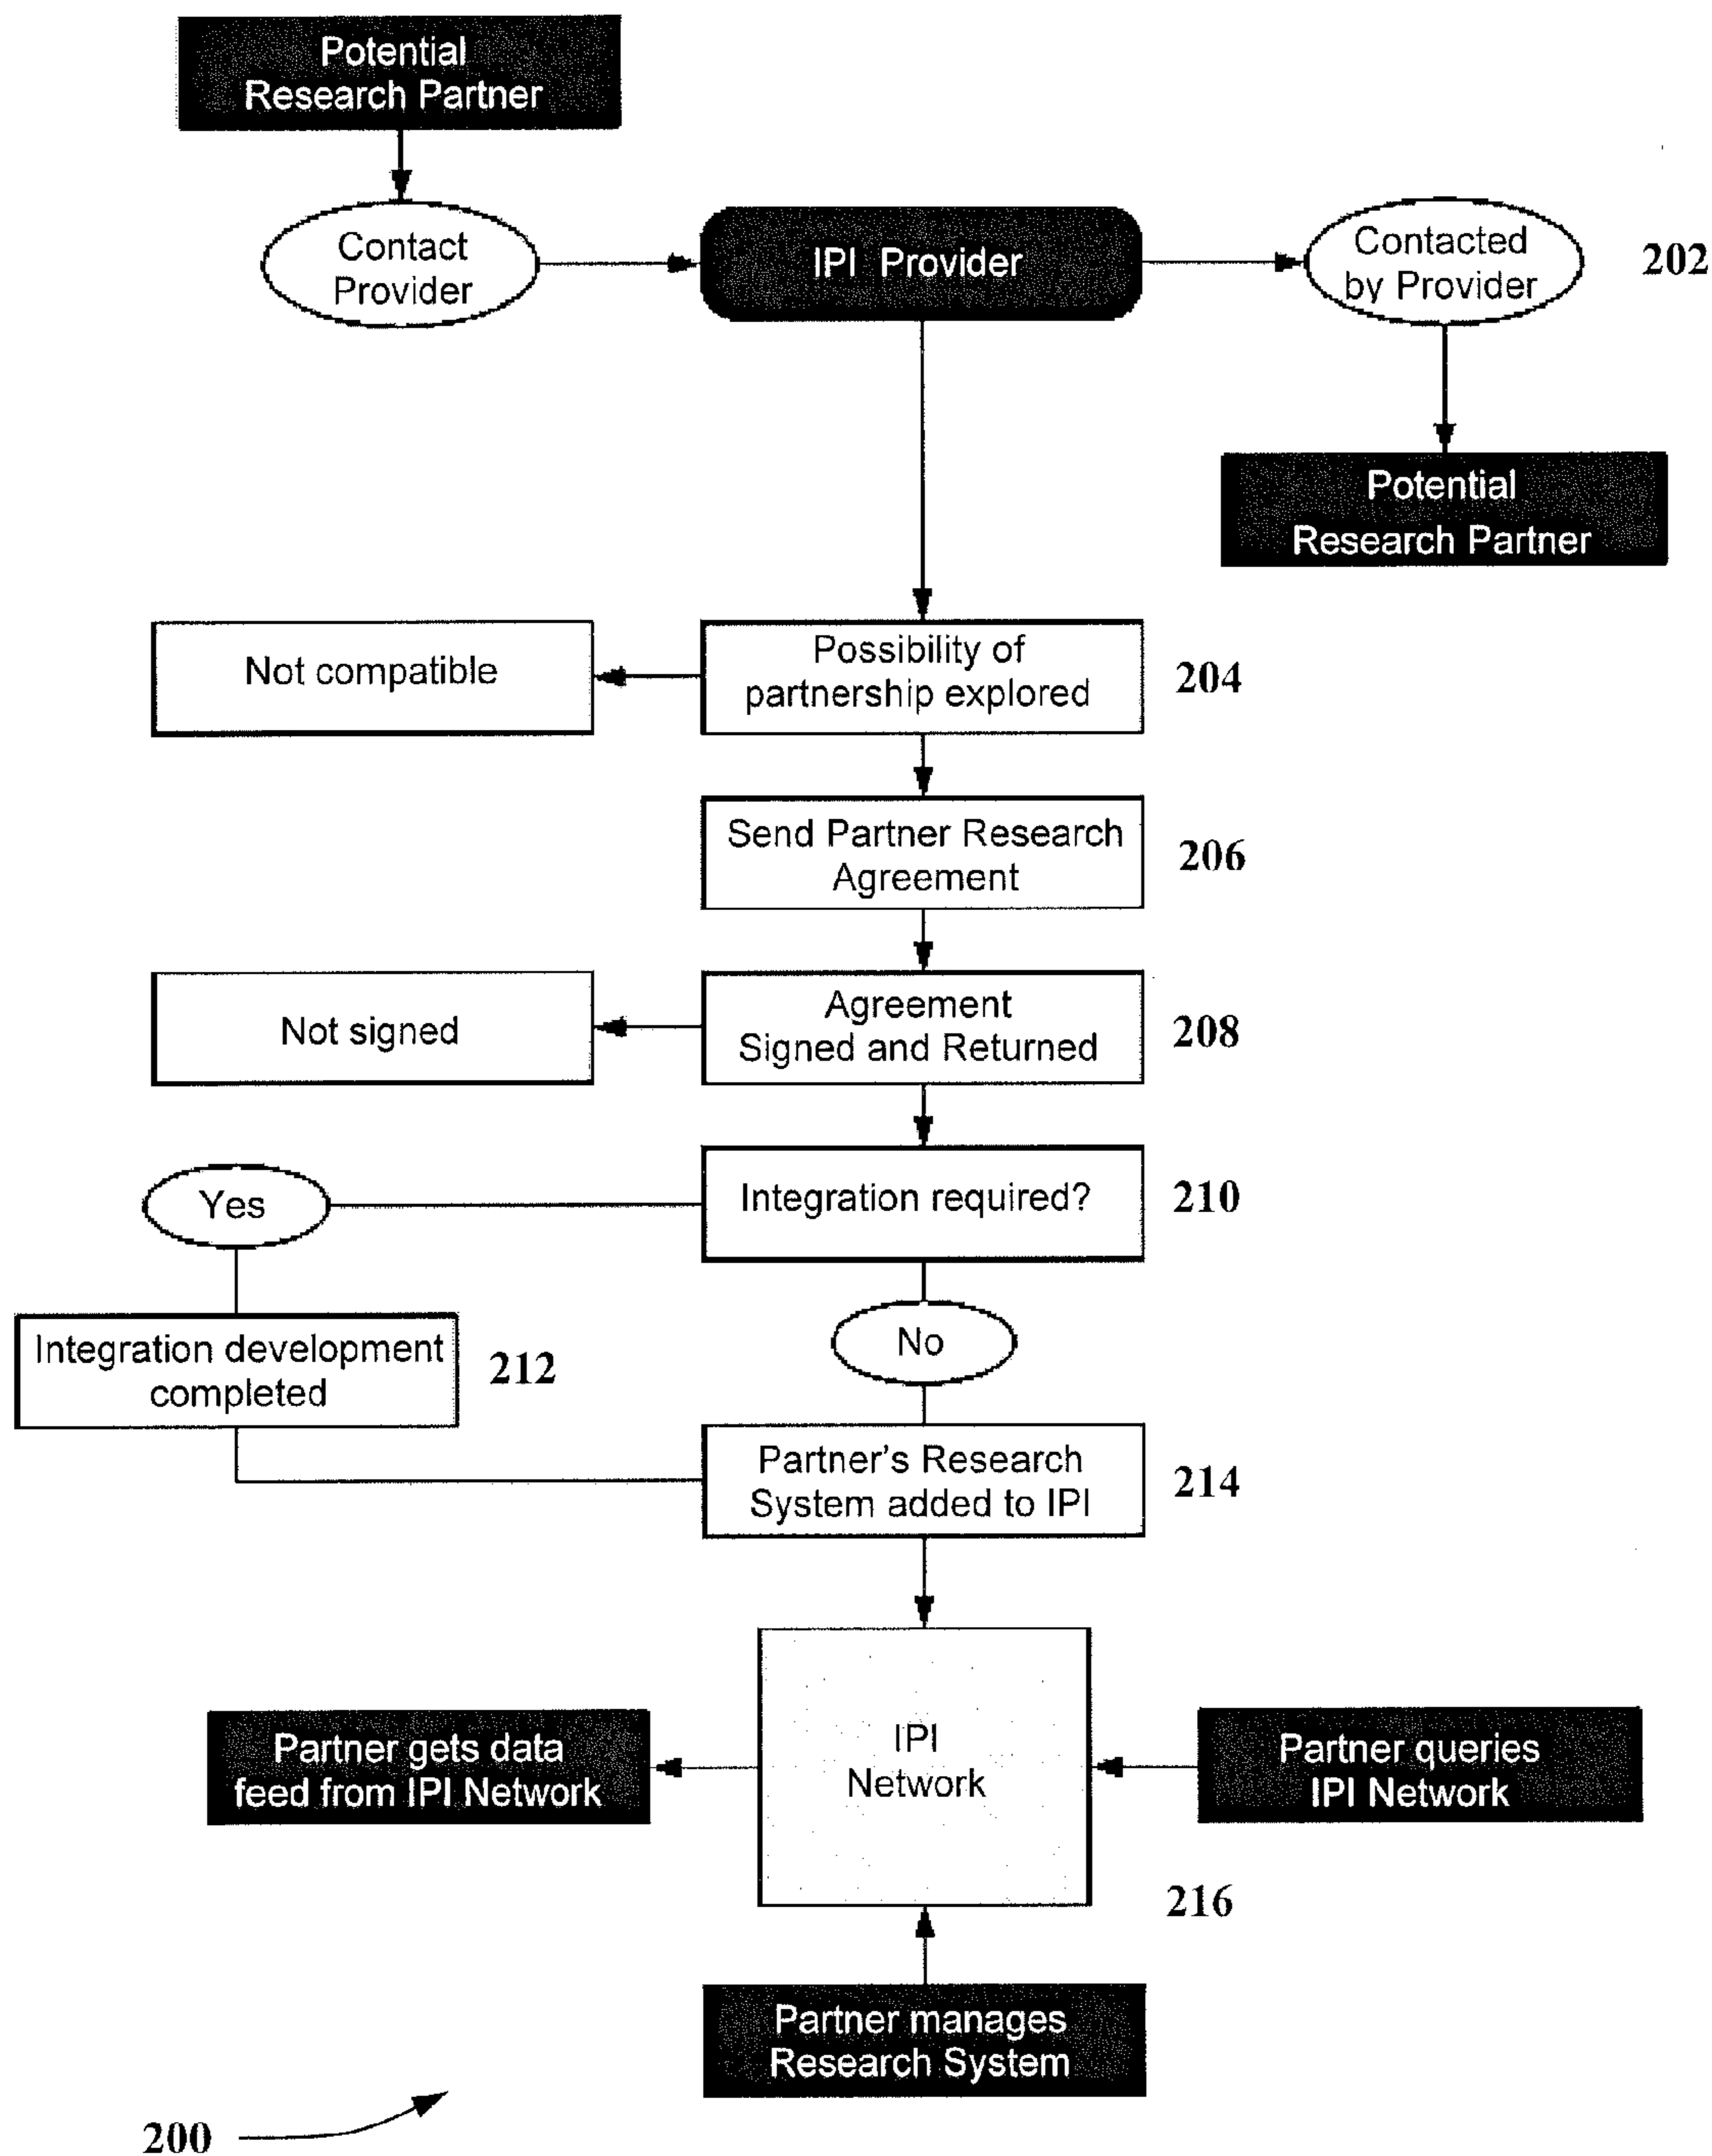 Potential
Research Partner
Contact
Provider
IPI Provider
Contacted
by Provider
202
Potential
Research Partner
Not compatible
Possibility of
partnership explored
204
Send Partner Research
Agreement
206
Not signed
Agreement
Signed and Returned
208
Yes
Integration required?
210
Integration development
completed
212
No
Partner's Research
System added to IPI
214
Partner gets data
feed from IPI Network
IPI
Network
Partner queries
IPI Network
216
Partner manages
Research System
200